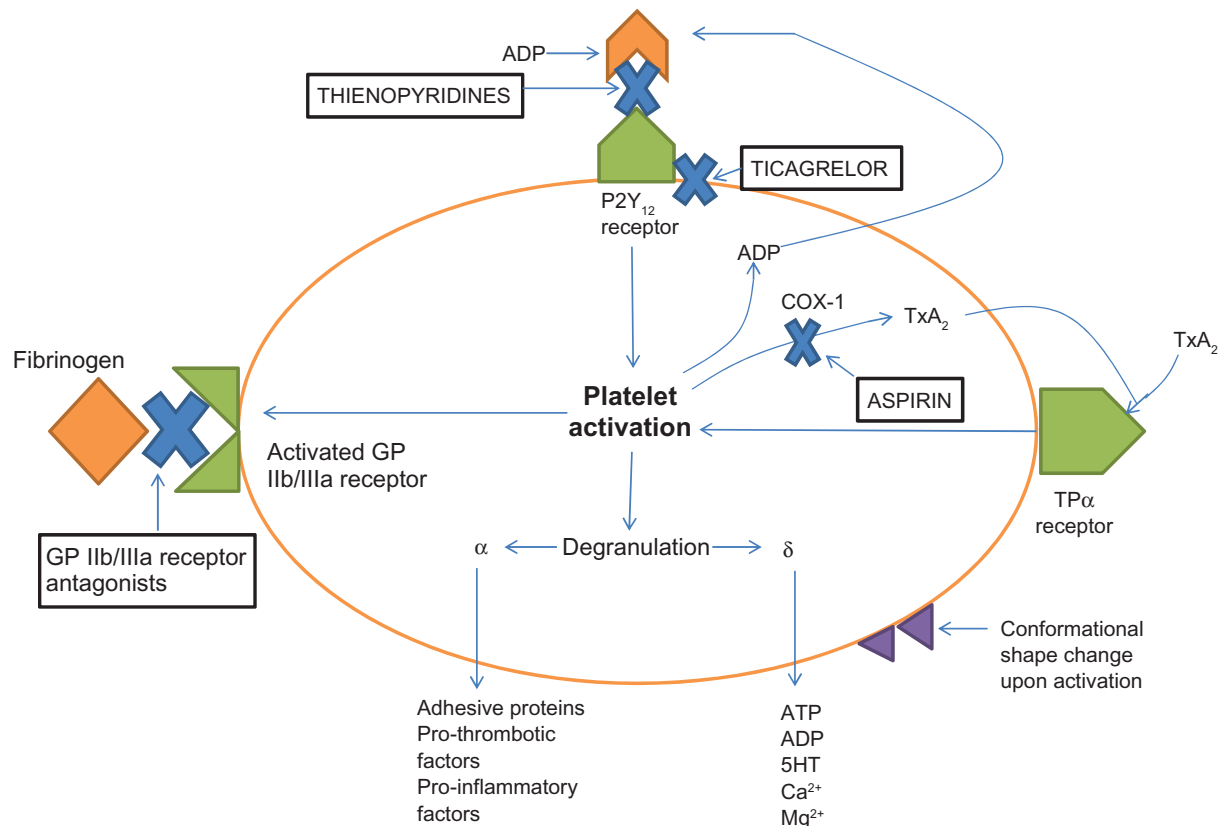 ADP
THIENOPYRIDINES
TICAGRELOR
P2Y₁₂
receptor
ADP
COX-1
TxA₂
TxA₂
Fibrinogen
Platelet
activation
ASPIRIN
Activated GP
IIb/IIIa receptor
TPα
receptor
GP IIb/IIIa receptor
antagonists
α
Degranulation
δ
Conformational
shape change
upon activation
Adhesive proteins
Pro-thrombotic
factors
Pro-inflammatory
factors
ATP
ADP
5HT
Ca²⁺
Mg²⁺